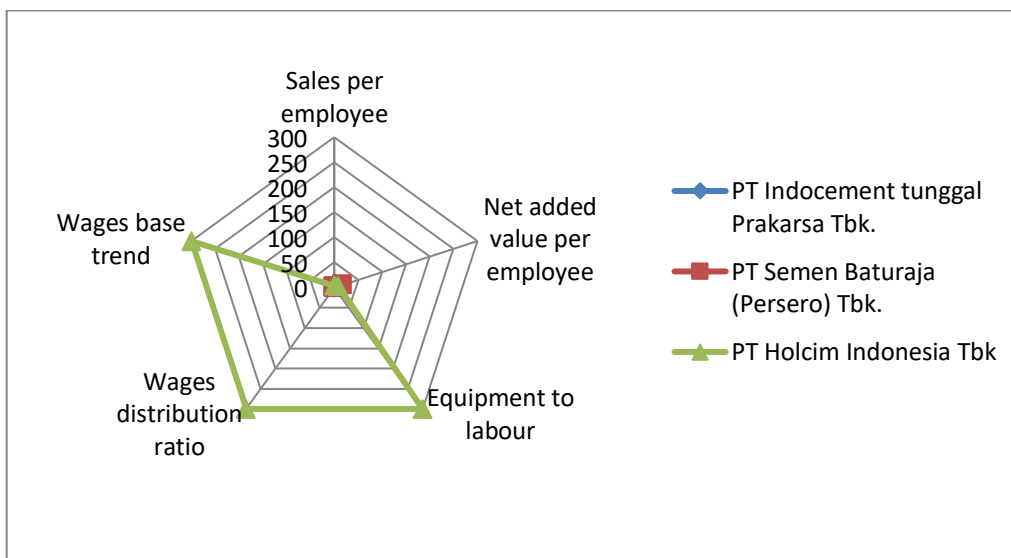 Sales per
employee
300
250
200
150
100
50
0
Net added
value per
employee
Equipment to
labour
Wages
distribution
ratio
Wages base
trend
PT Indocement tunggal
Prakarsa Tbk.
PT Semen Baturaja
(Persero) Tbk.
PT Holcim Indonesia Tbk